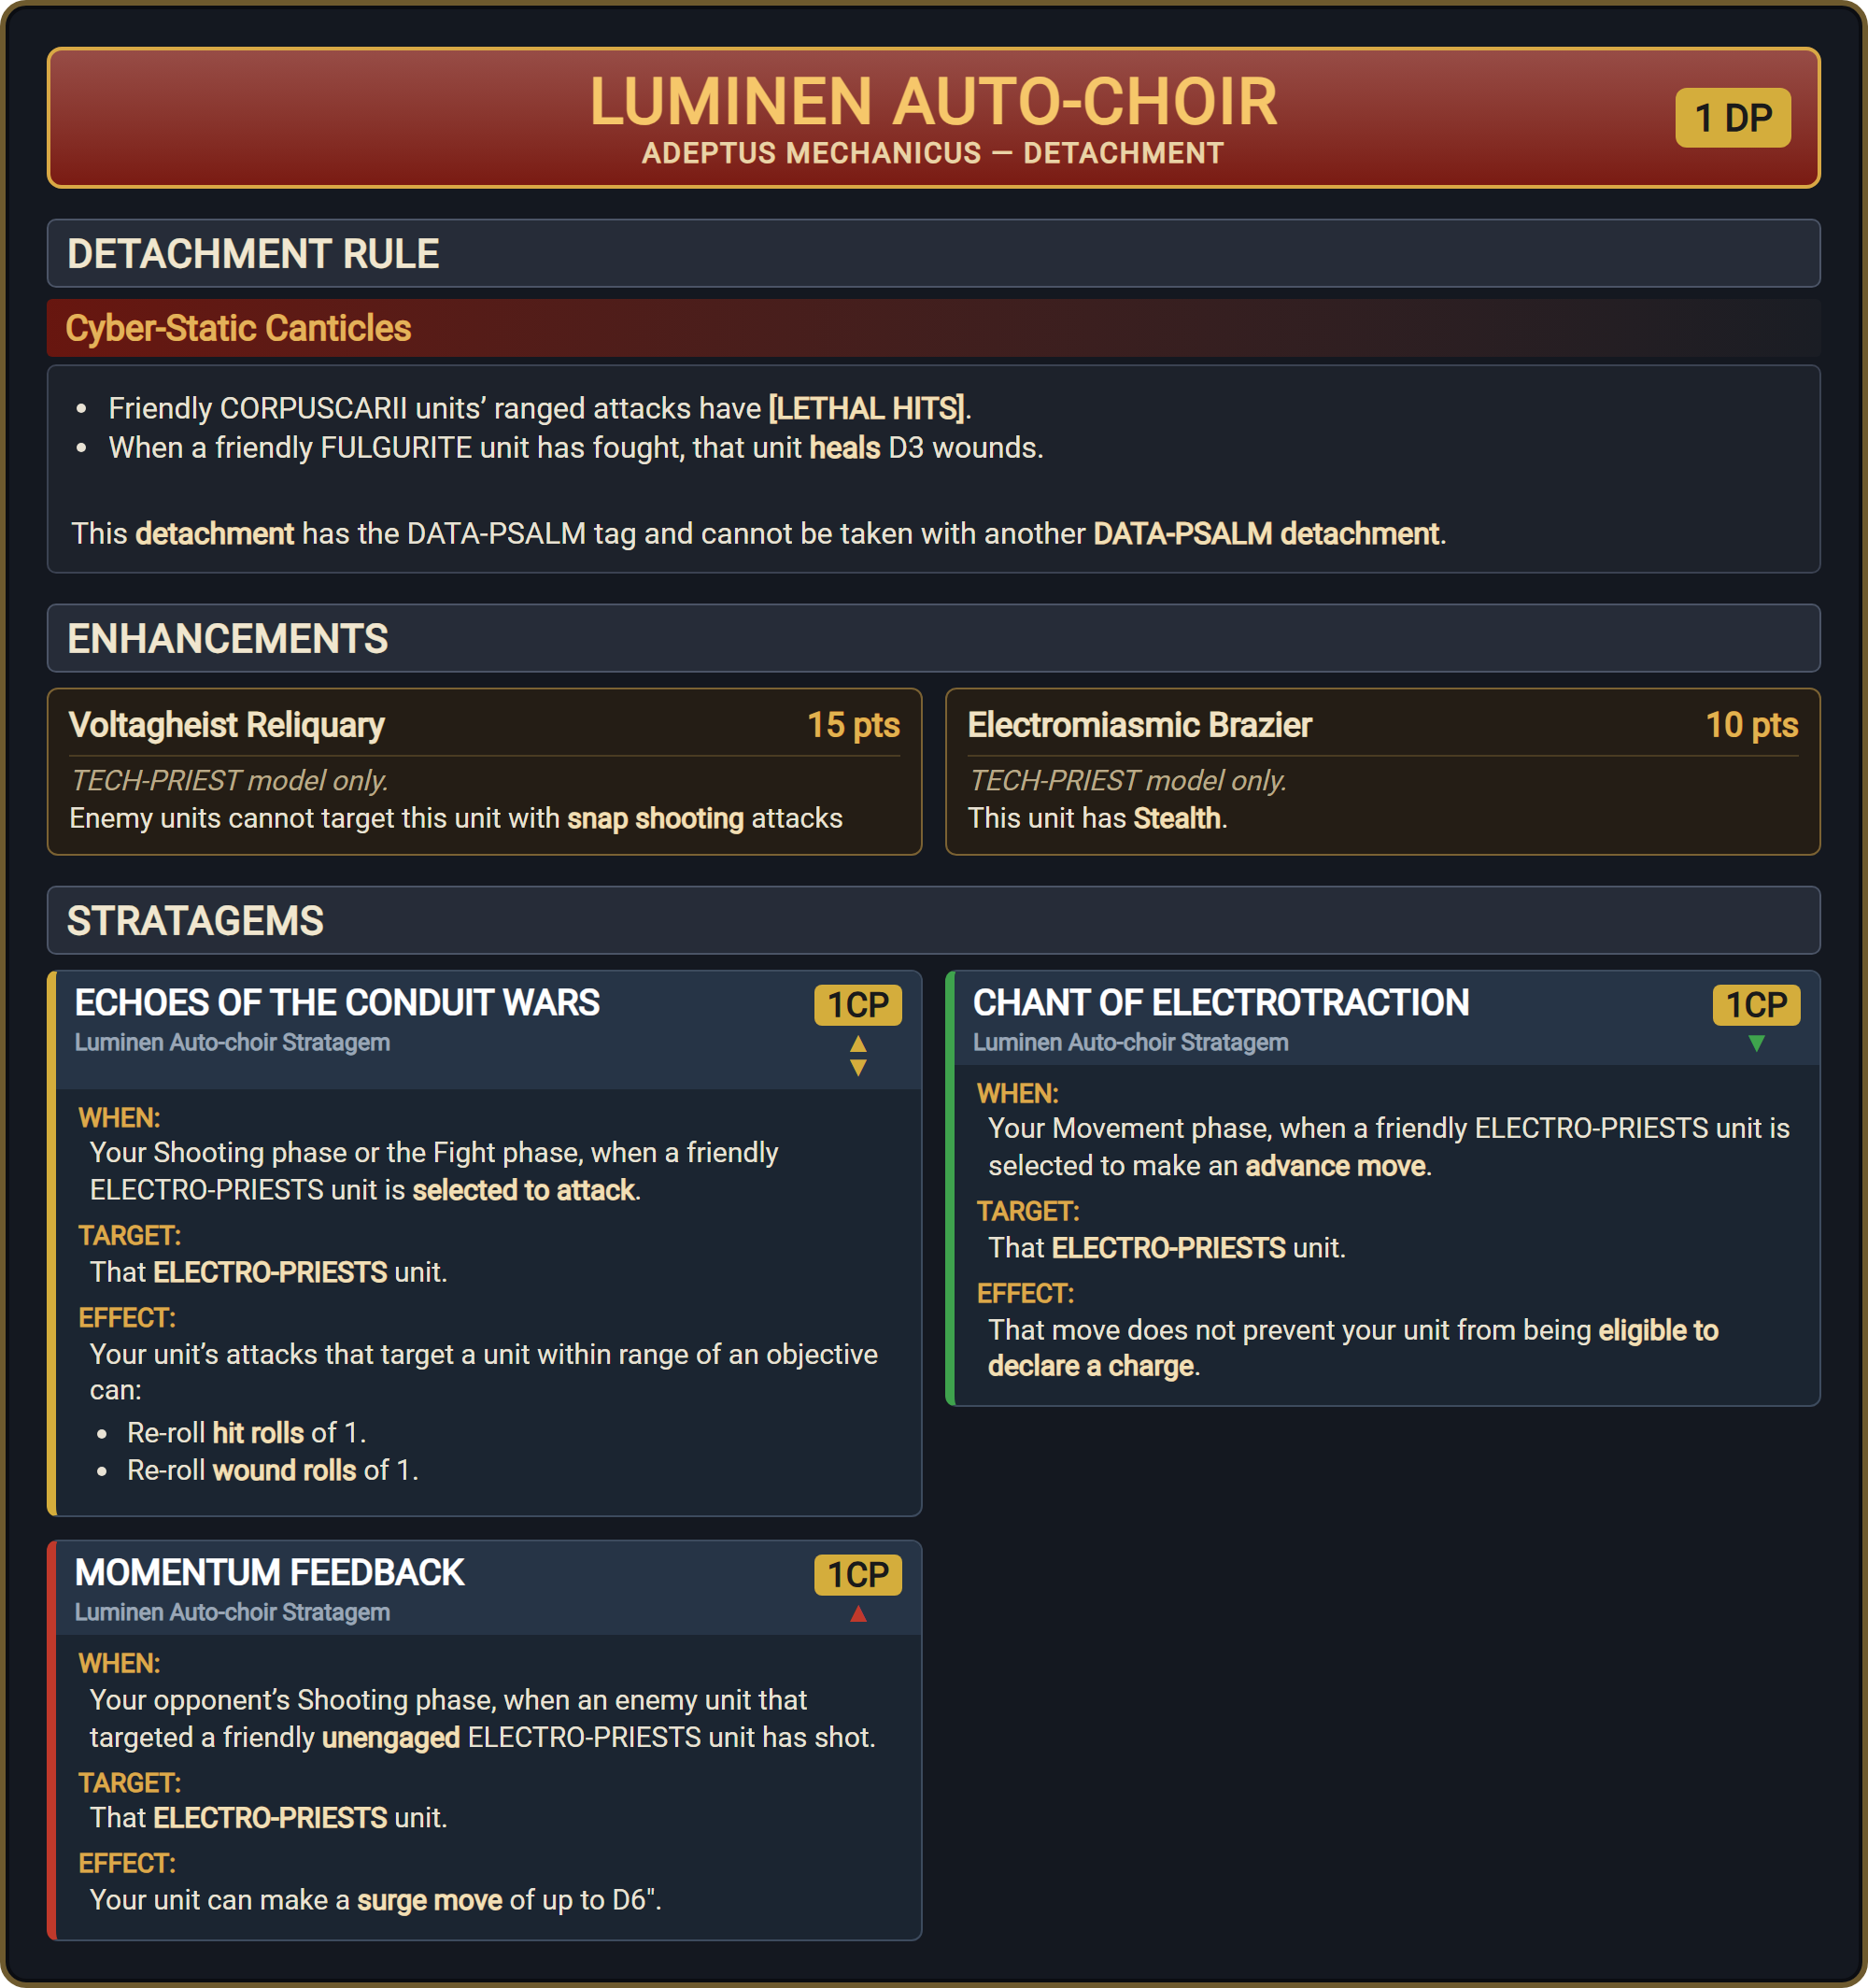 LUMINEN AUTO-CHOIR
ADEPTUS MECHANICUS — DETACHMENT
1 DP
DETACHMENT RULE
Cyber-Static Canticles
• Friendly CORPUSCARII units’ ranged attacks have [LETHAL HITS].
• When a friendly FULGURITE unit has fought, that unit heals D3 wounds.
This detachment has the DATA-PSALM tag and cannot be taken with another DATA-PSALM detachment.
ENHANCEMENTS
Voltagheist Reliquary 15 pts
TECH-PRIEST model only.
Enemy units cannot target this unit with snap shooting attacks
Electromiasmic Brazier 10 pts
TECH-PRIEST model only.
This unit has Stealth.
STRATAGEMS
ECHOES OF THE CONDUIT WARS 1CP
Luminen Auto-choir Stratagem
▲
▼
WHEN:
Your Shooting phase or the Fight phase, when a friendly
ELECTRO-PRIESTS unit is selected to attack.
TARGET:
That ELECTRO-PRIESTS unit.
EFFECT:
Your unit’s attacks that target a unit within range of an objective
can:
• Re-roll hit rolls of 1.
• Re-roll wound rolls of 1.
CHANT OF ELECTROTRACTION 1CP
Luminen Auto-choir Stratagem
▼
WHEN:
Your Movement phase, when a friendly ELECTRO-PRIESTS unit is
selected to make an advance move.
TARGET:
That ELECTRO-PRIESTS unit.
EFFECT:
That move does not prevent your unit from being eligible to
declare a charge.
MOMENTUM FEEDBACK 1CP
Luminen Auto-choir Stratagem
▲
WHEN:
Your opponent’s Shooting phase, when an enemy unit that
targeted a friendly unengaged ELECTRO-PRIESTS unit has shot.
TARGET:
That ELECTRO-PRIESTS unit.
EFFECT:
Your unit can make a surge move of up to D6".